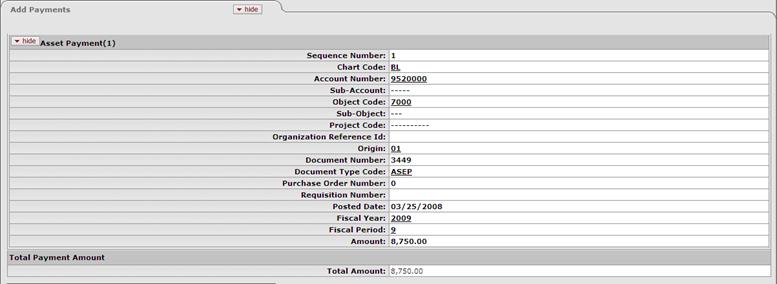 Add Payments hide
hide Asset Payment(1)
Sequence Number: 1
Chart Code: BL
Account Number: 9520000
Sub-Account: -----
Object Code: 7000
Sub-Object: ---
Project Code: ----------
Organization Reference Id:
Origin: 01
Document Number: 3449
Document Type Code: ASEP
Purchase Order Number: 0
Requisition Number:
Posted Date: 03/25/2008
Fiscal Year: 2009
Fiscal Period: 9
Amount: 8,750.00
Total Payment Amount
Total Amount: 8,750.00